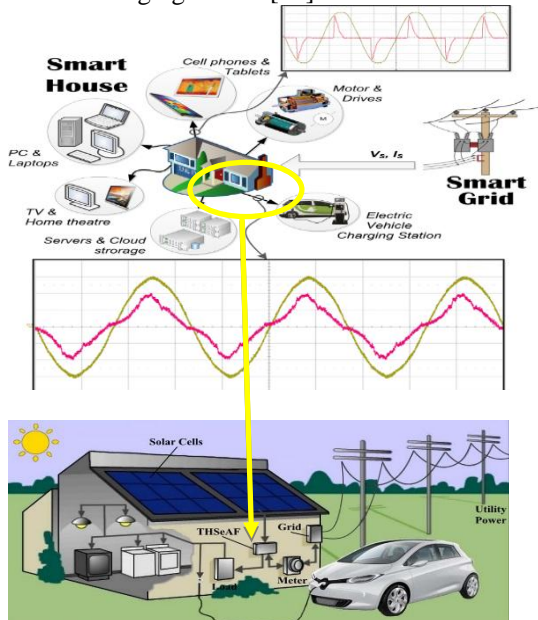 Smart
House
Cell phones &
Tablets
Motor &
Drives
M
PC &
Laptops
Vs, Is
Smart
Grid
TV &
Home theatre
Servers & Cloud
strorage
Electric
Vehicle
Charging Station
Solar Cells
Utility
Power
THSeAF
Grid
Load
Meter